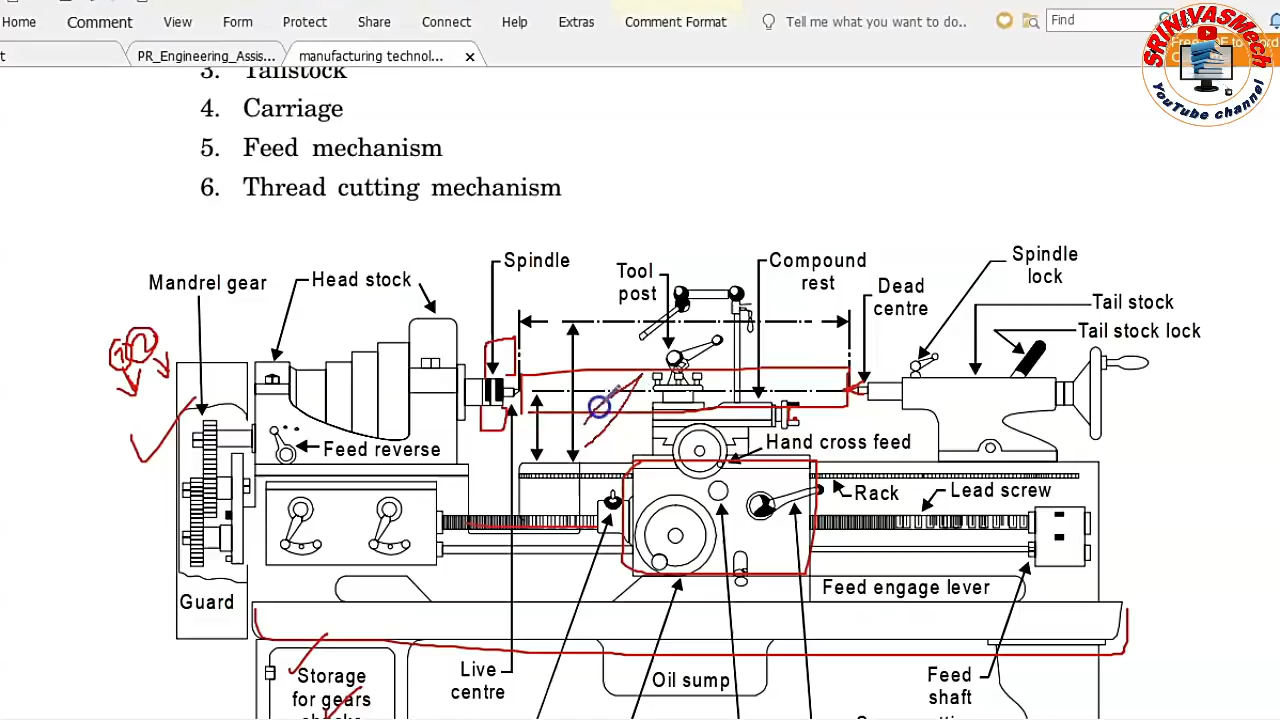 Home Comment View Form Protect Share Connect Help Extras Comment Format Tell me what you want to do.. Find
t PR_Engineering_Assis... manufacturing technol...
SRINIVASMech
YouTube channel
3. Tailstock
4. Carriage
5. Feed mechanism
6. Thread cutting mechanism
Mandrel gear
Head stock
Spindle
Tool
post
Compound
rest
Dead
centre
Spindle
lock
Tail stock
Tail stock lock
Feed reverse
Hand cross feed
Rack
Lead screw
Guard
Feed engage lever
Storage
for gears
chucks
Live
centre
Oil sump
Feed
shaft